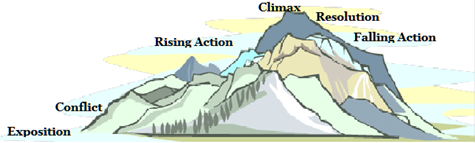 Climax
Resolution
Rising Action
Falling Action
Conflict
Exposition